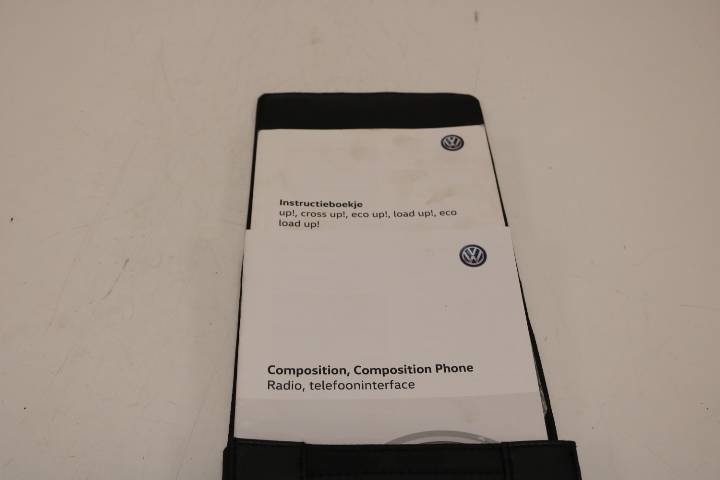 Instructieboekje
up!, cross up!, eco up!, load up!, eco
load up!
Composition, Composition Phone
Radio, telefooninterface